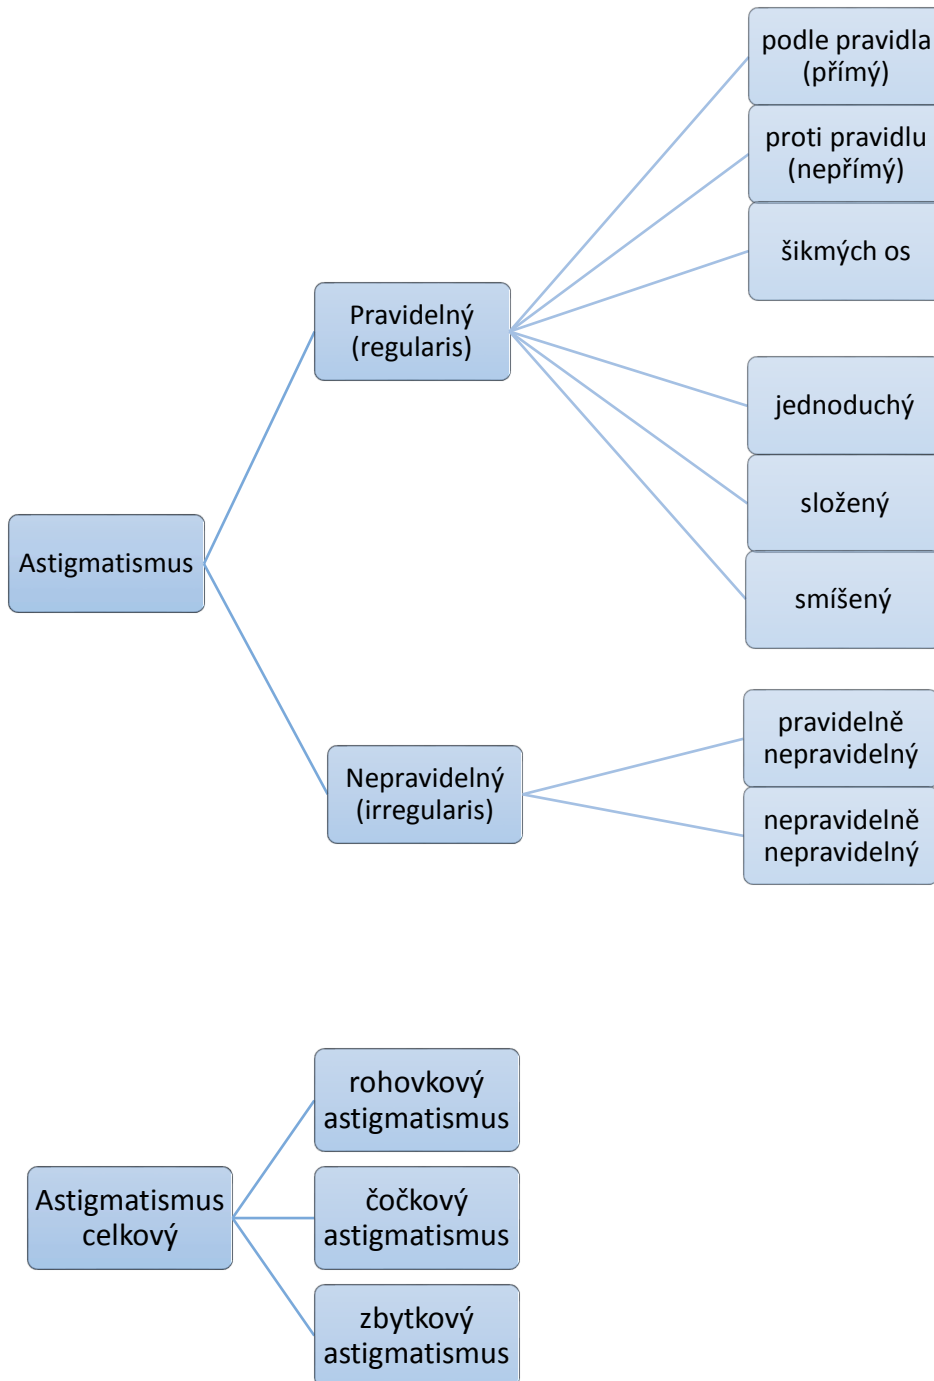 Astigmatismus
Pravidelný
(regularis)
podle pravidla
(přímý)
proti pravidlu
(nepřímý)
šikmých os
jednoduchý
složený
smíšený
Nepravidelný
(irregularis)
pravidelně
nepravidelný
nepravidelně
nepravidelný
Astigmatismus
celkový
rohovkový
astigmatismus
čočkový
astigmatismus
zbytkový
astigmatismus